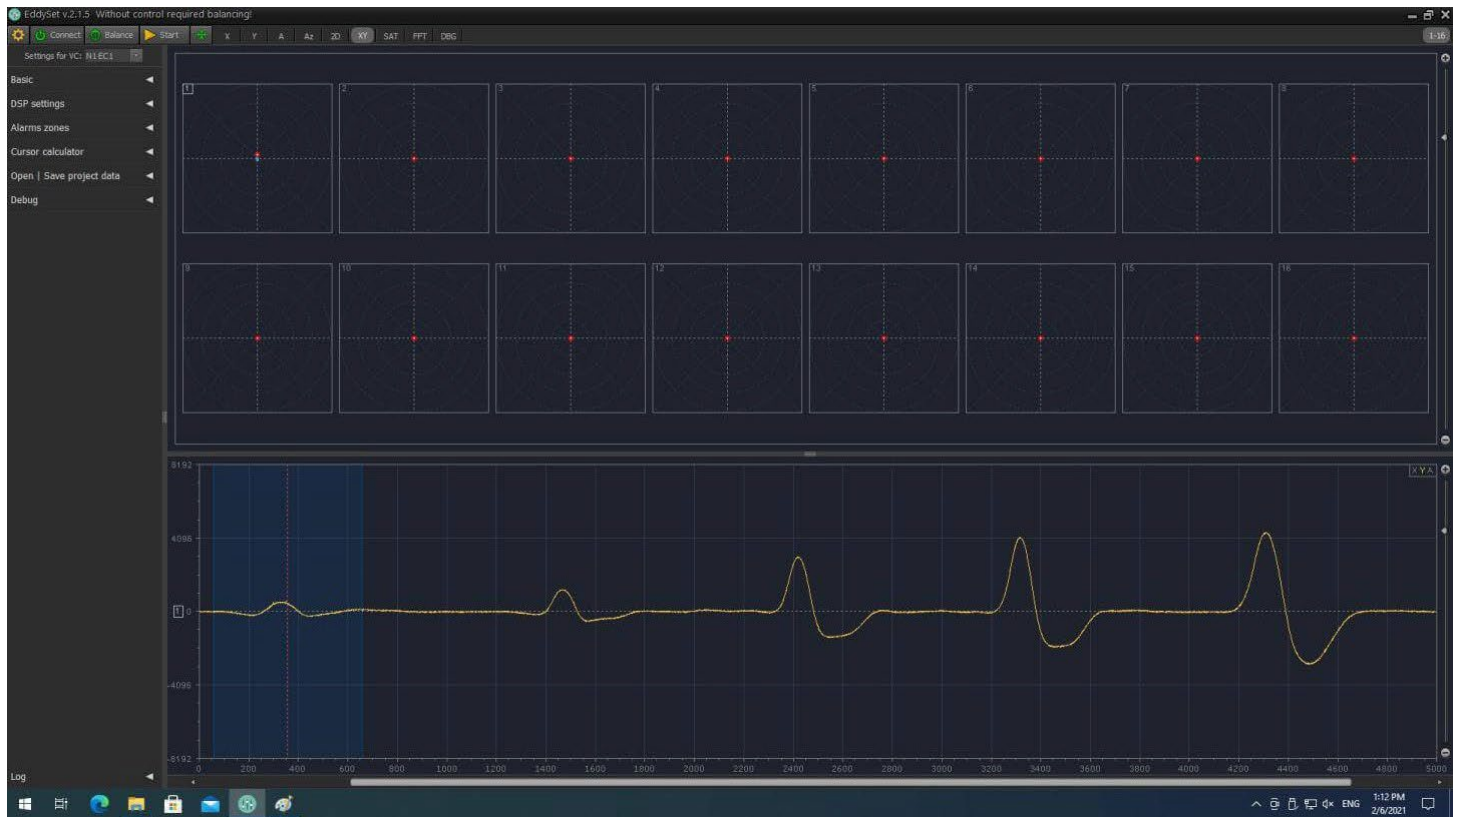 EddySet v.2.1.5 Without control required balancing!
Connect Balance Start X Y A Az 2D XY SAT FFT DBG 1-16
Settings for VC: N1EC1
Basic
DSP settings
Alarms zones
Cursor calculator
Open | Save project data
Debug
1 2 3 4 5 6 7 8
9 10 11 12 13 14 15 16
8192
X Y A
4096
1 0
-4096
-8192
0 200 400 600 800 1000 1200 1400 1600 1800 2000 2200 2400 2600 2800 3000 3200 3400 3600 3800 4000 4200 4400 4600 4800 5000
Log
ENG
1:12 PM
2/6/2021